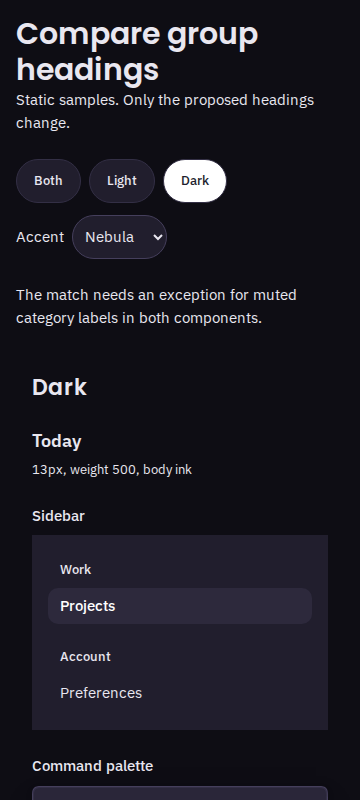 Compare group
headings
Static samples. Only the proposed headings
change.
Both Light Dark
Accent Nebula
The match needs an exception for muted
category labels in both components.
Dark
Today
13px, weight 500, body ink
Sidebar
Work
Projects
Account
Preferences
Command palette